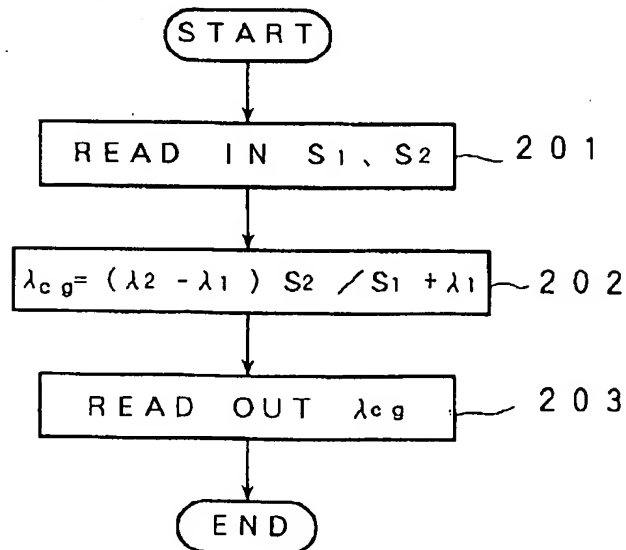 START
READ IN S1、S2
201
λcg= (λ2 - λ1) S2 /S1 + λ1
202
READ OUT λcg
203
END